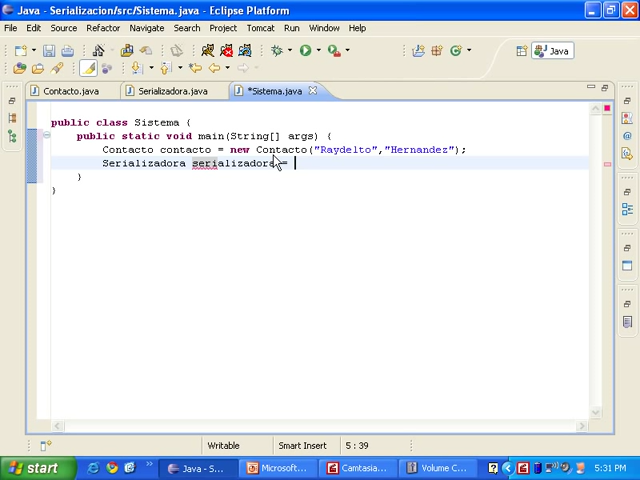 Java - Serializacion/src/Sistema.java - Eclipse Platform
File Edit Source Refactor Navigate Search Project Tomcat Run Window Help
Java
Contacto.java Serializadora.java *Sistema.java
public class Sistema {
public static void main(String[] args) {
Contacto contacto = new Contacto("Raydelto","Hernandez");
Serializadora serializadora =
}
}
Writable Smart Insert 5 : 39
start Java - S... Microsoft... Camtasia... Volume C... 5:31 PM